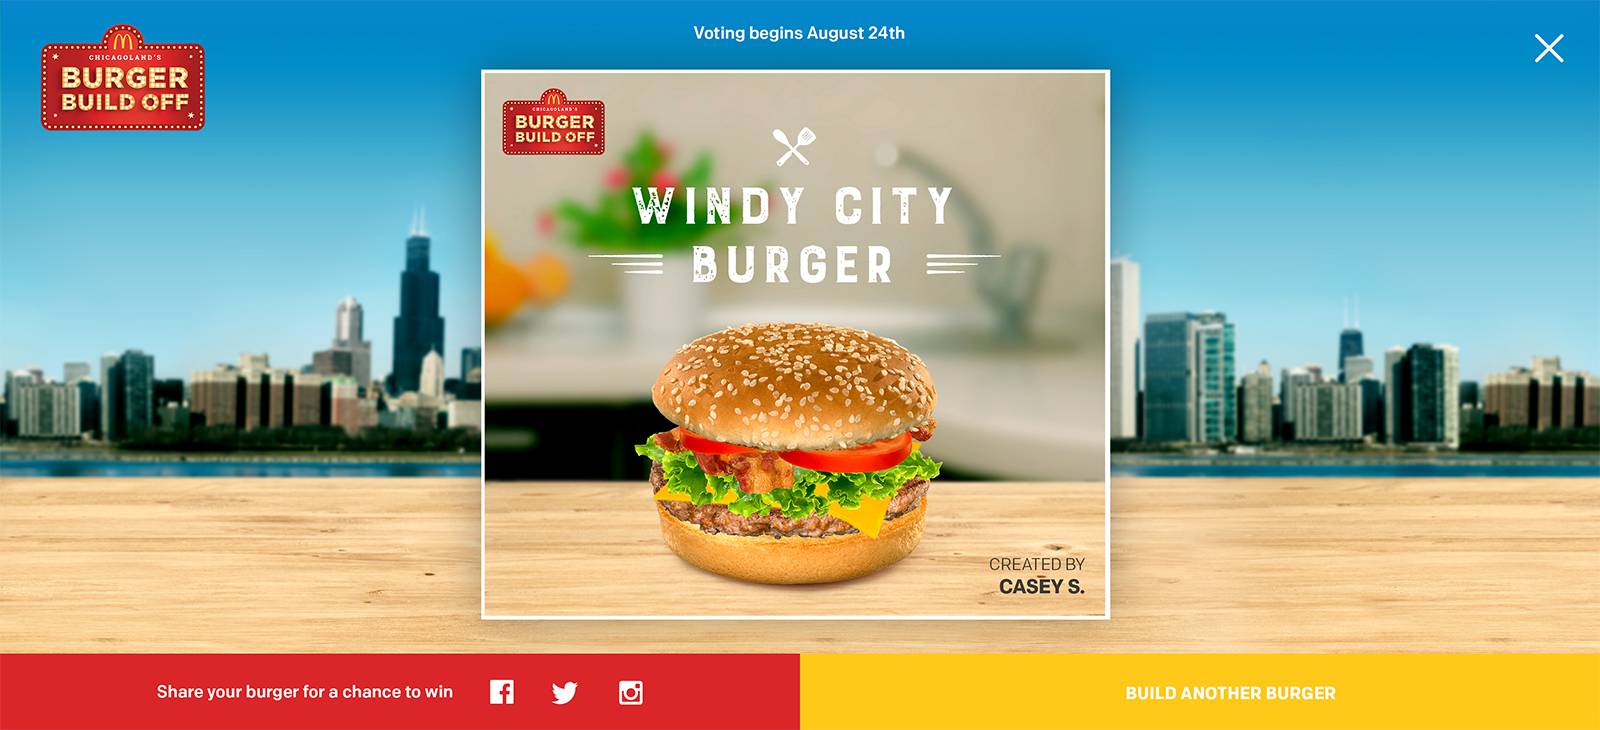 Voting begins August 24th
CHICAGOLAND'S
BURGER
BUILD OFF
CHICAGOLAND'S
BURGER
BUILD OFF
WINDY CITY
BURGER
CREATED BY
CASEY S.
Share your burger for a chance to win
BUILD ANOTHER BURGER